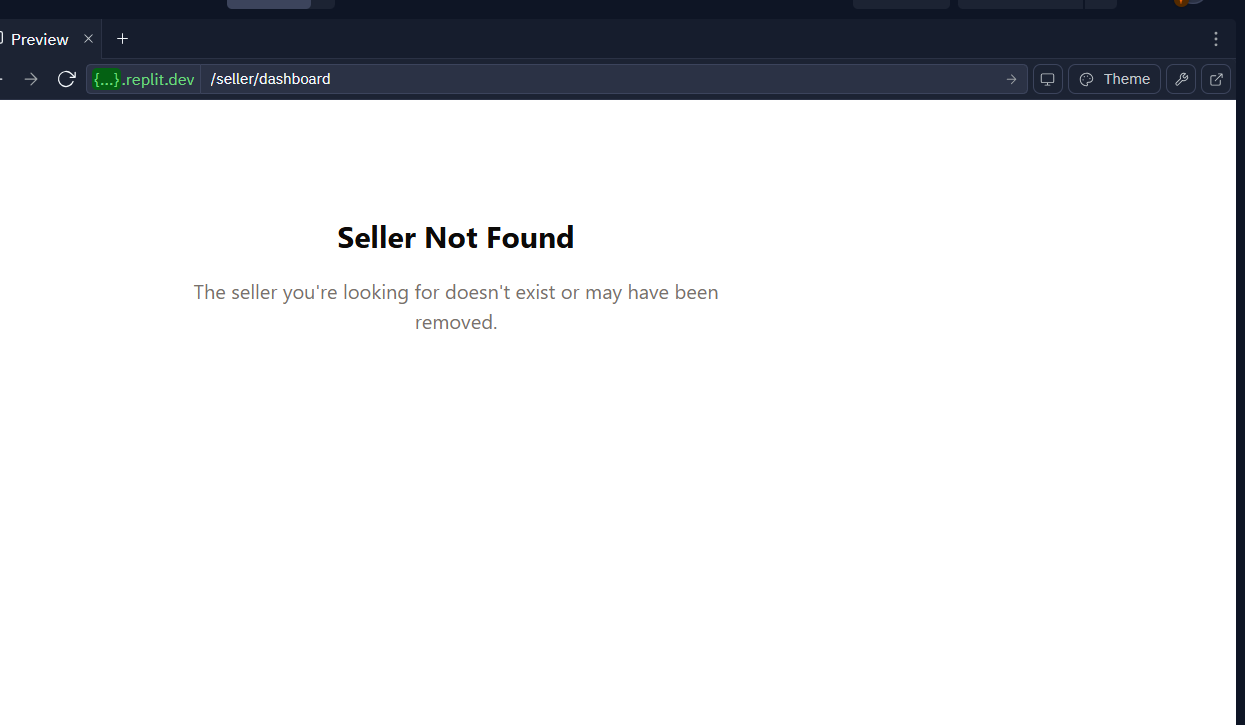 Preview
{...}.replit.dev /seller/dashboard Theme
Seller Not Found
The seller you're looking for doesn't exist or may have been
removed.